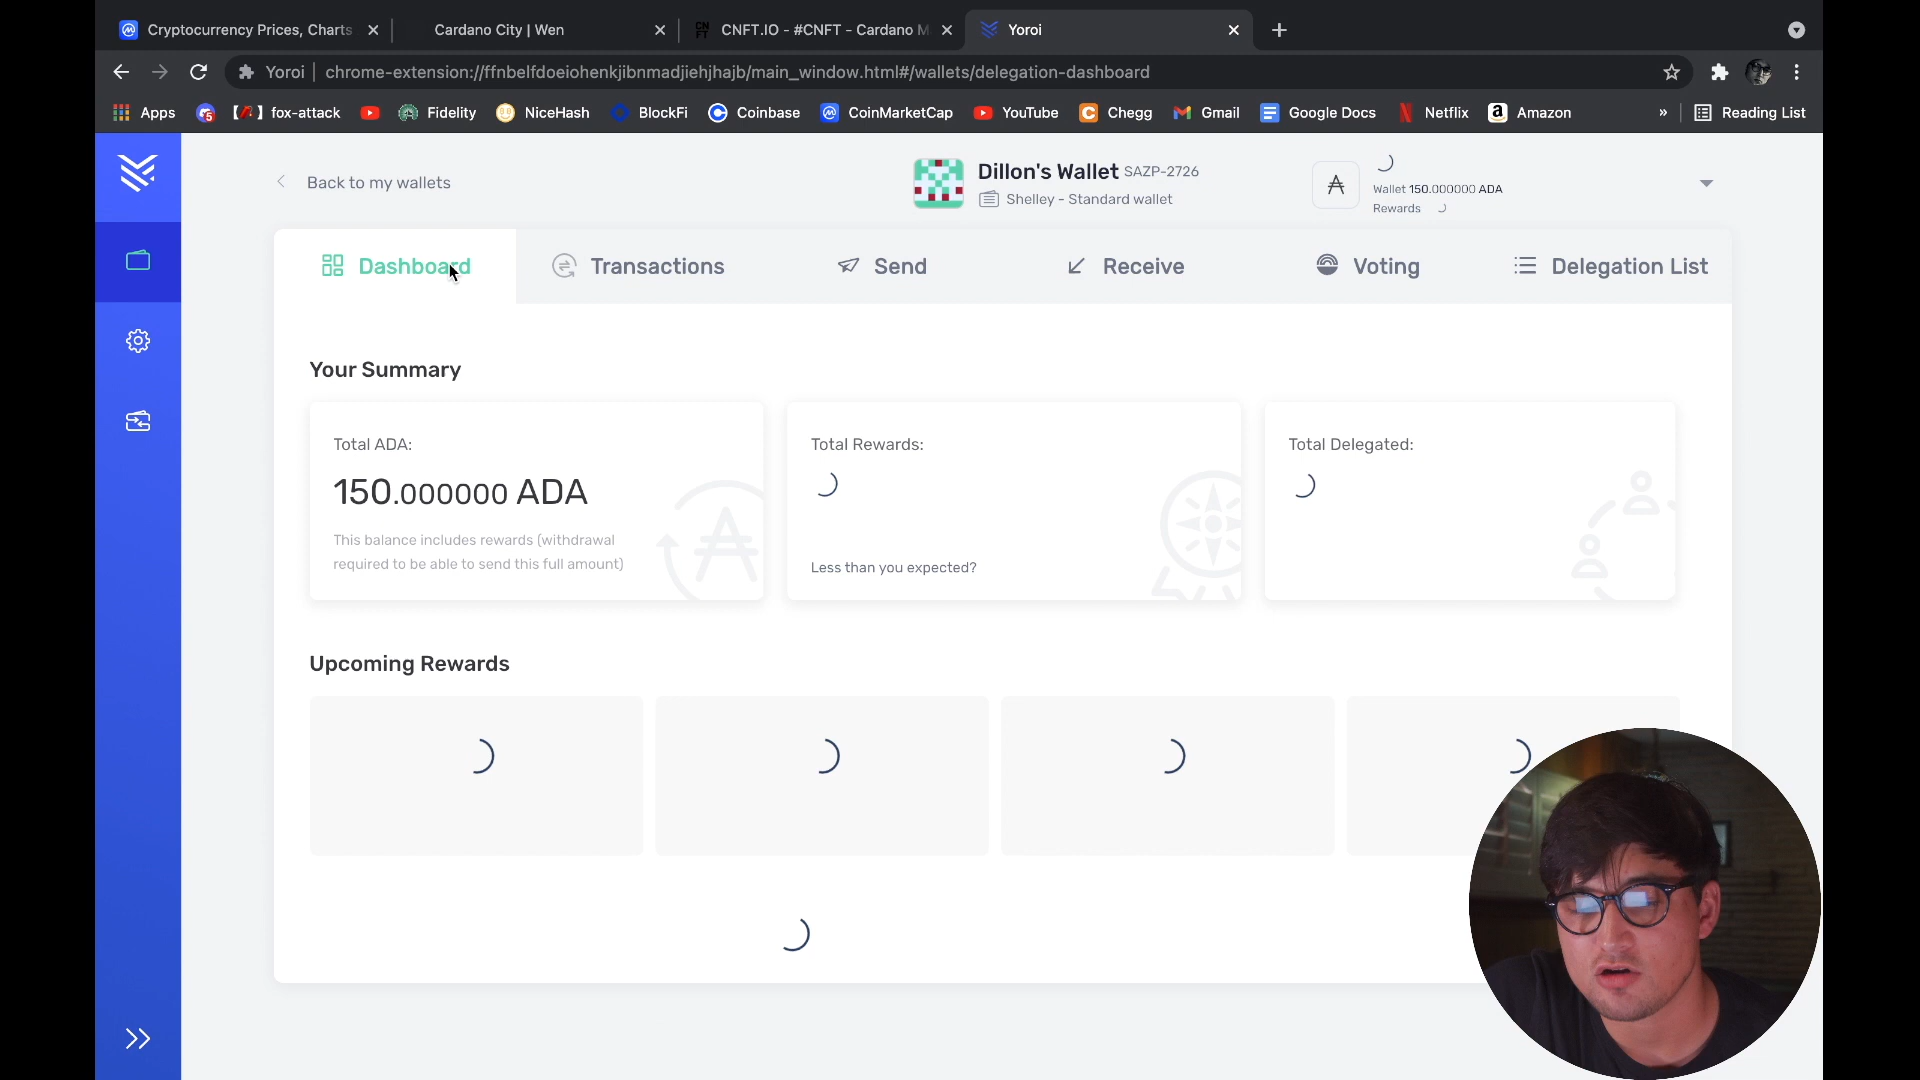 Cryptocurrency Prices, Charts
Cardano City | Wen
CNFT.IO - #CNFT - Cardano M
Yoroi
Yoroi | chrome-extension://ffnbelfdoeiohenkjibnmadjiehjhajb/main_window.html#/wallets/delegation-dashboard
Apps
fox-attack
Fidelity
NiceHash
BlockFi
Coinbase
CoinMarketCap
YouTube
Chegg
Gmail
Google Docs
Netflix
Amazon
»
Reading List
Back to my wallets
Dillon's Wallet SAZP-2726
Shelley - Standard wallet
Wallet 150.000000 ADA
Rewards
Dashboard
Transactions
Send
Receive
Voting
Delegation List
Your Summary
Total ADA:
150.000000 ADA
This balance includes rewards (withdrawal
required to be able to send this full amount)
Total Rewards:
Less than you expected?
Total Delegated:
Upcoming Rewards